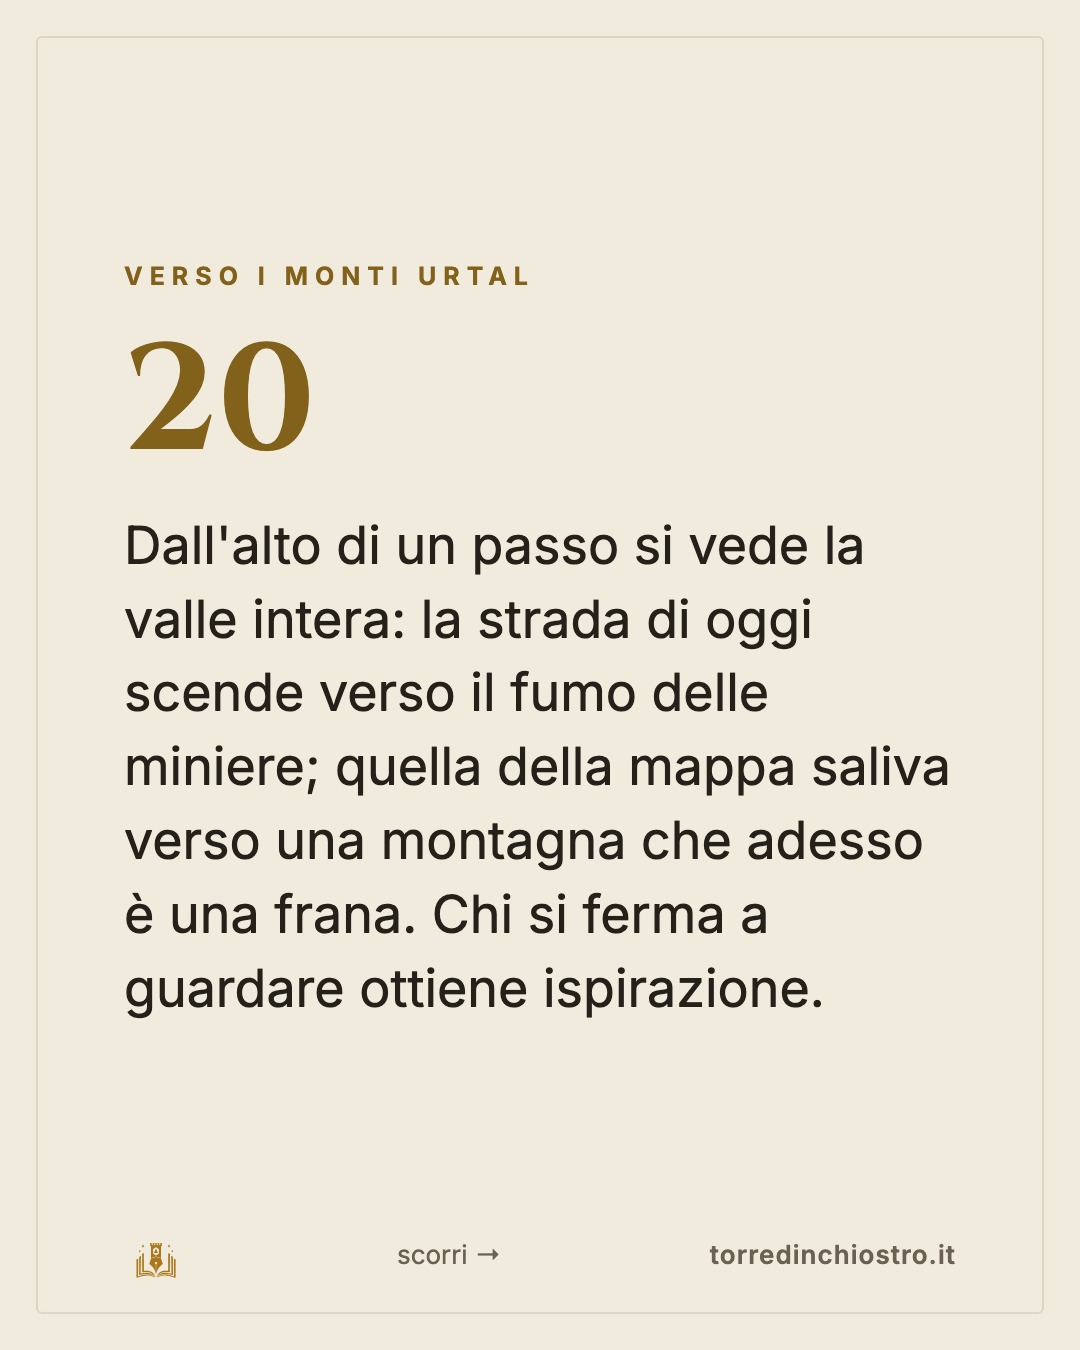 VERSO I MONTI URTAL
20
Dall'alto di un passo si vede la
valle intera: la strada di oggi
scende verso il fumo delle
miniere; quella della mappa saliva
verso una montagna che adesso
è una frana. Chi si ferma a
guardare ottiene ispirazione.
scorri →
torredinchiostro.it